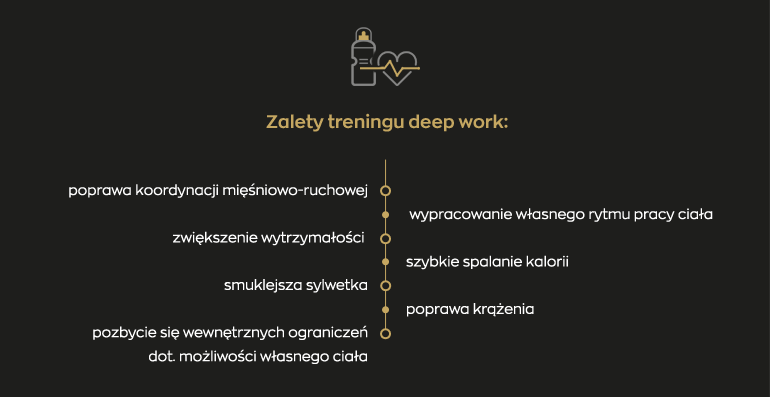 Zalety treningu deep work:
poprawa koordynacji mięśniowo-ruchowej
wypracowanie własnego rytmu pracy ciała
zwiększenie wytrzymałości
szybkie spalanie kalorii
smuklejsza sylwetka
poprawa krążenia
pozbycie się wewnętrznych ograniczeń
dot. możliwości własnego ciała